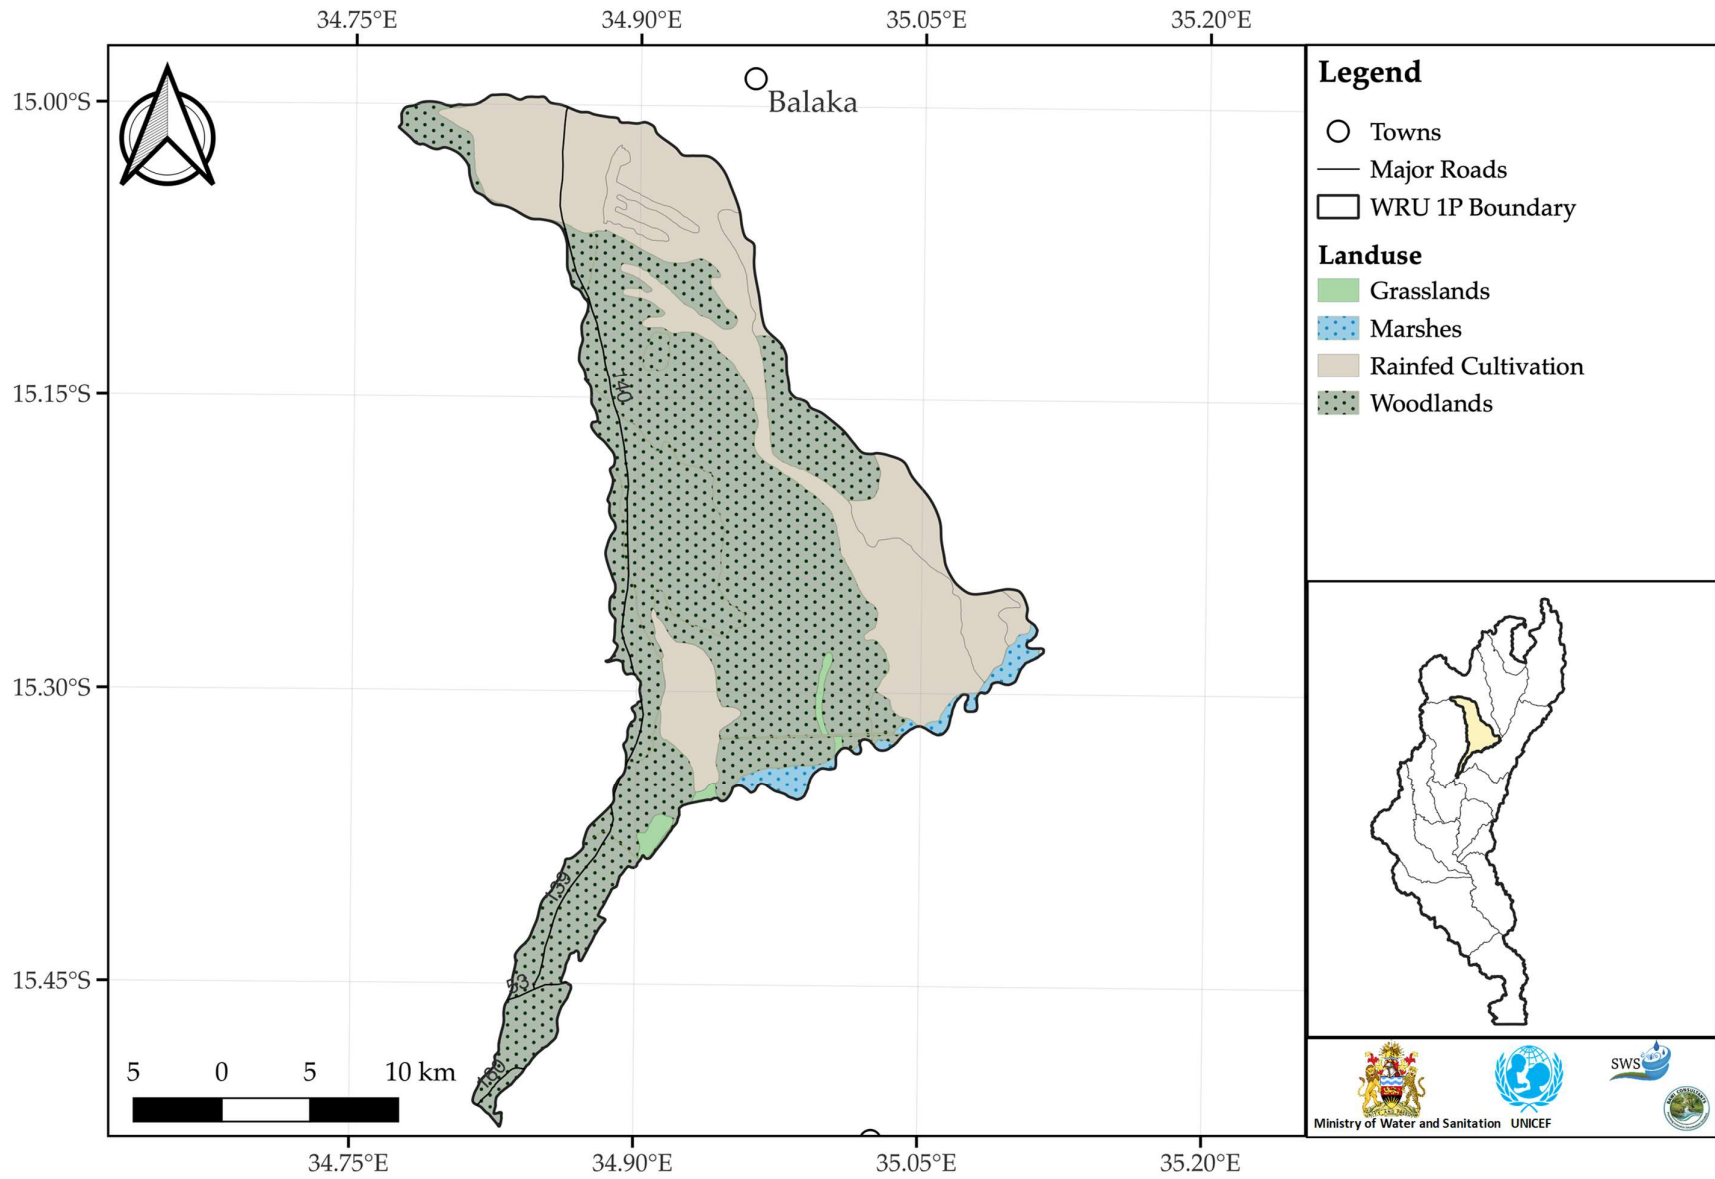 34.75°E 34.90°E 35.05°E 35.20°E
15.00°S
15.15°S
15.30°S
15.45°S
Balaka
140
139
53
180
5 0 5 10 km
34.75°E 34.90°E 35.05°E 35.20°E
Legend
Towns
Major Roads
WRU 1P Boundary
Landuse
Grasslands
Marshes
Rainfed Cultivation
Woodlands
SWS
Ministry of Water and Sanitation UNICEF